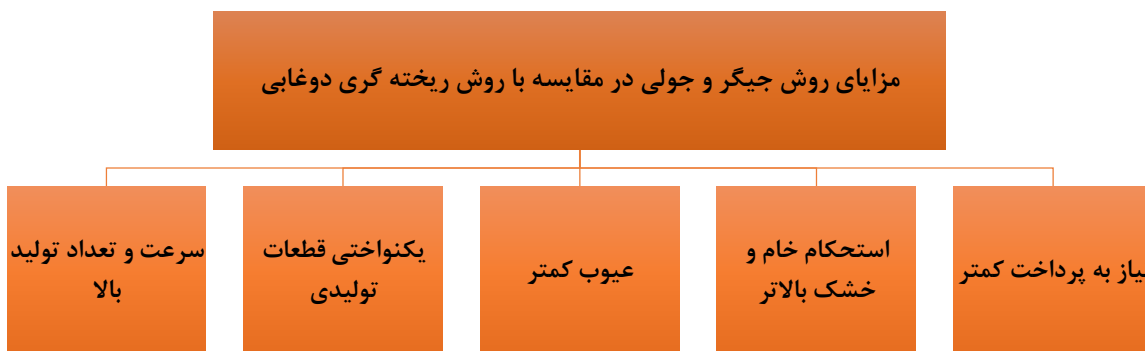 مزایای روش جیگر و جولی در مقایسه با روش ریخته گری دوغابی
نیاز به پرداخت کمتر
استحکام خام و
خشک بالاتر
عیوب کمتر
یکنواختی قطعات
تولیدی
سرعت و تعداد تولید
بالا